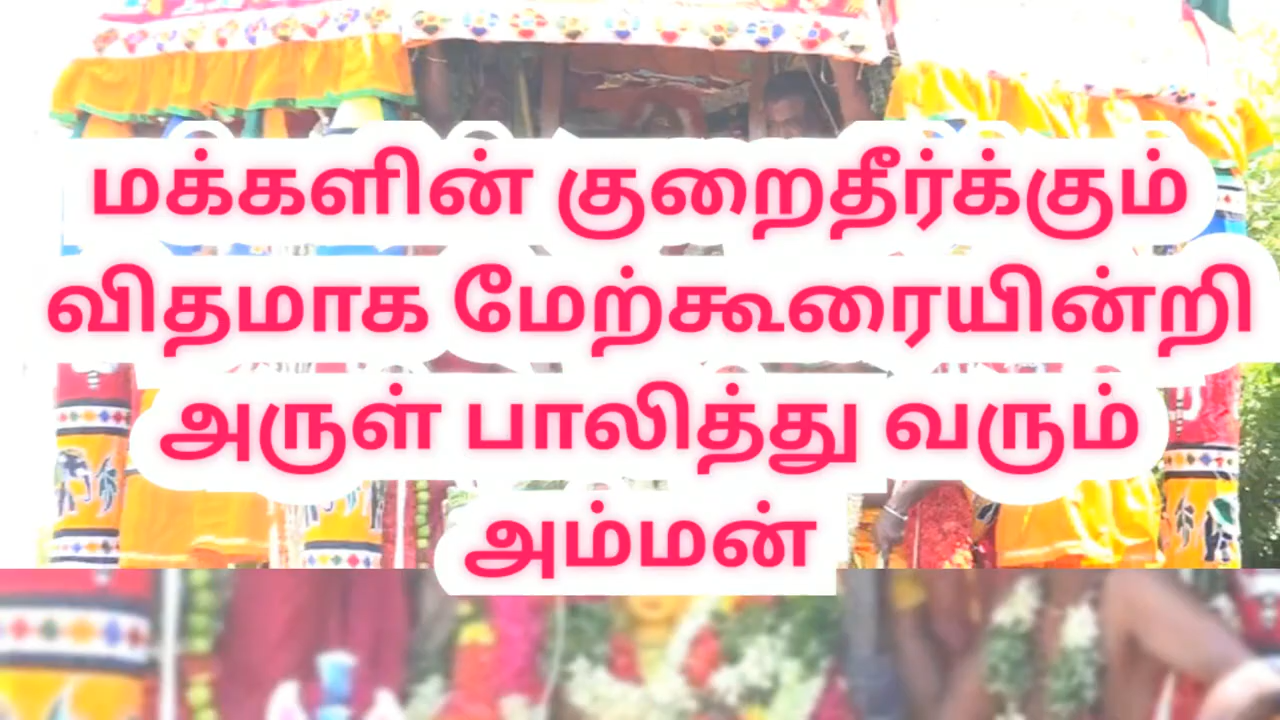 மக்களின் குறைதீர்க்கும்
விதமாக மேற்கூரையின்றி
அருள் பாலித்து வரும்
அம்மன்